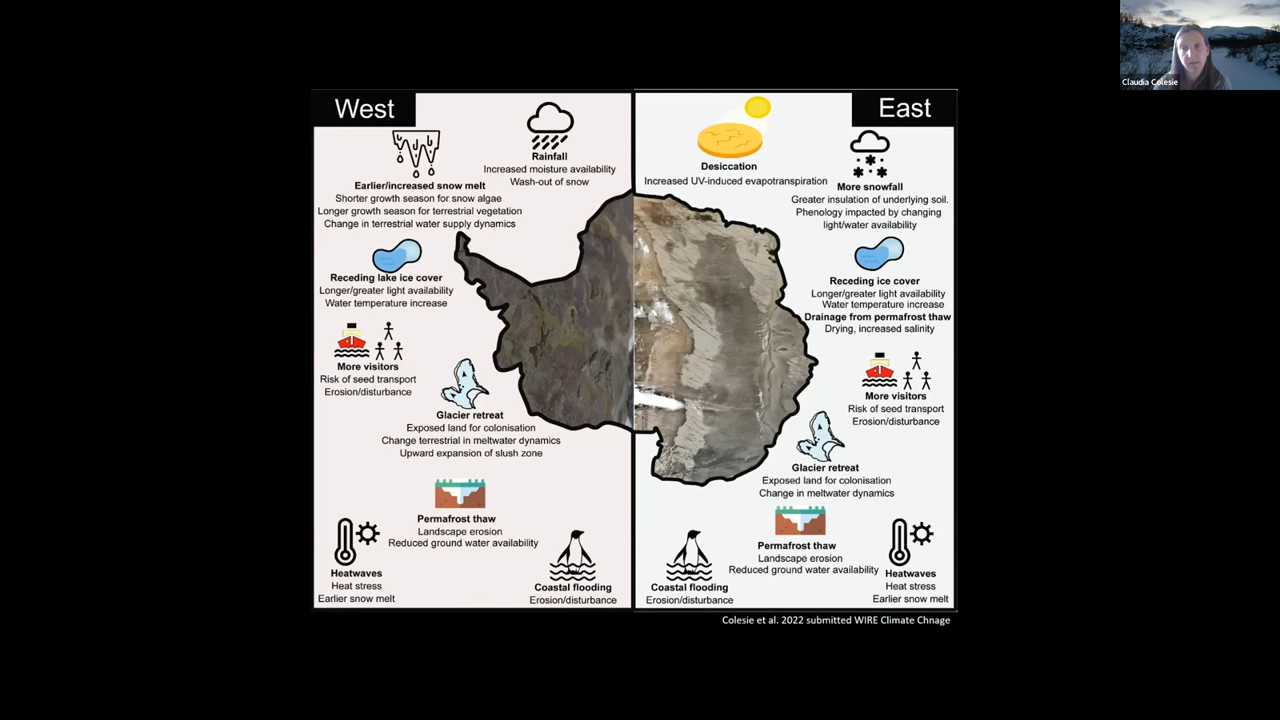 Claudia Colesie
West
Rainfall
Increased moisture availability
Wash-out of snow
Earlier/increased snow melt
Shorter growth season for snow algae
Longer growth season for terrestrial vegetation
Change in terrestrial water supply dynamics
Receding lake ice cover
Longer/greater light availability
Water temperature increase
More visitors
Risk of seed transport
Erosion/disturbance
Glacier retreat
Exposed land for colonisation
Change terrestrial in meltwater dynamics
Upward expansion of slush zone
Permafrost thaw
Landscape erosion
Reduced ground water availability
Heatwaves
Heat stress
Earlier snow melt
Coastal flooding
Erosion/disturbance
East
Desiccation
Increased UV-induced evapotranspiration
More snowfall
Greater insulation of underlying soil.
Phenology impacted by changing
light/water availability
Receding ice cover
Longer/greater light availability
Water temperature increase
Drainage from permafrost thaw
Drying, increased salinity
More visitors
Risk of seed transport
Erosion/disturbance
Glacier retreat
Exposed land for colonisation
Change in meltwater dynamics
Permafrost thaw
Landscape erosion
Reduced ground water availability
Coastal flooding
Erosion/disturbance
Heatwaves
Heat stress
Earlier snow melt
Colesie et al. 2022 submitted WIRE Climate Chnage